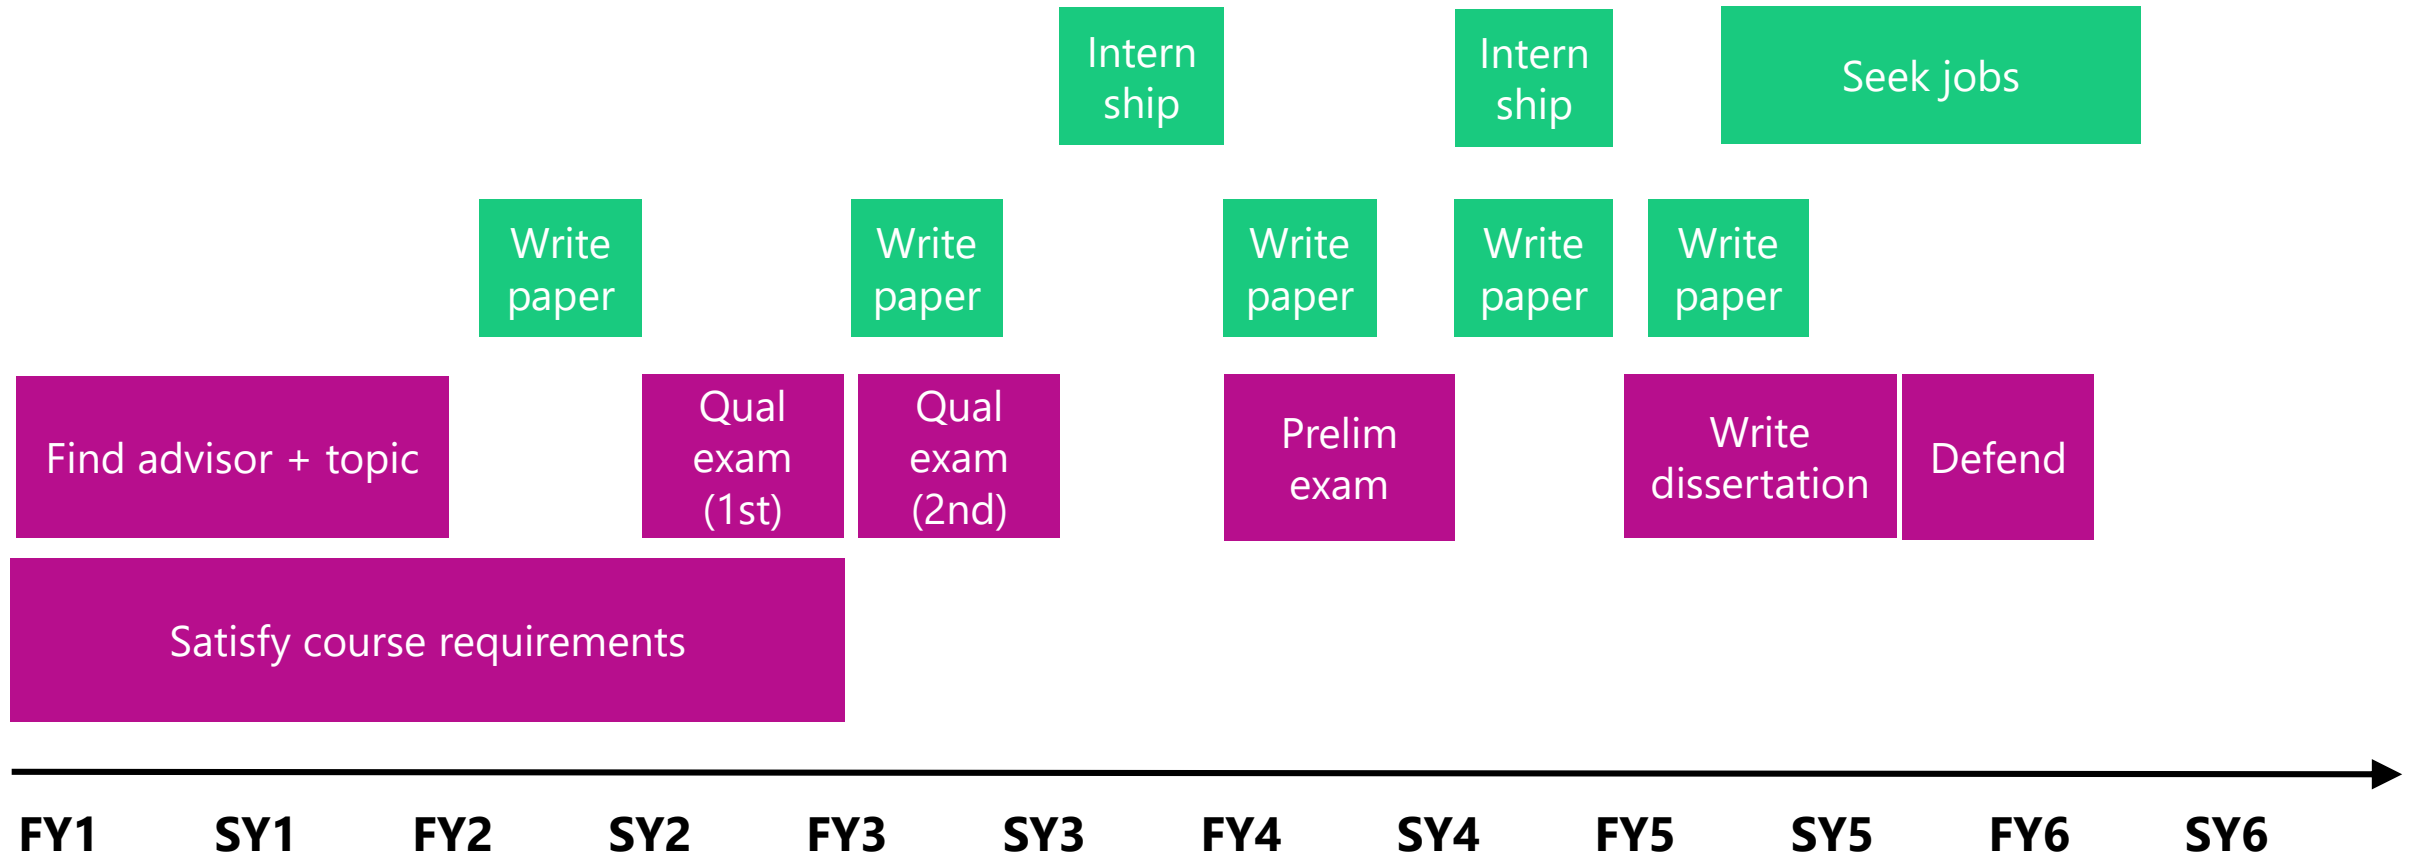 Intern
ship
Intern
ship
Seek jobs
Write
paper
Write
paper
Write
paper
Write
paper
Write
paper
Find advisor + topic
Qual
exam
(1st)
Qual
exam
(2nd)
Prelim
exam
Write
dissertation
Defend
Satisfy course requirements
FY1 SY1 FY2 SY2 FY3 SY3 FY4 SY4 FY5 SY5 FY6 SY6